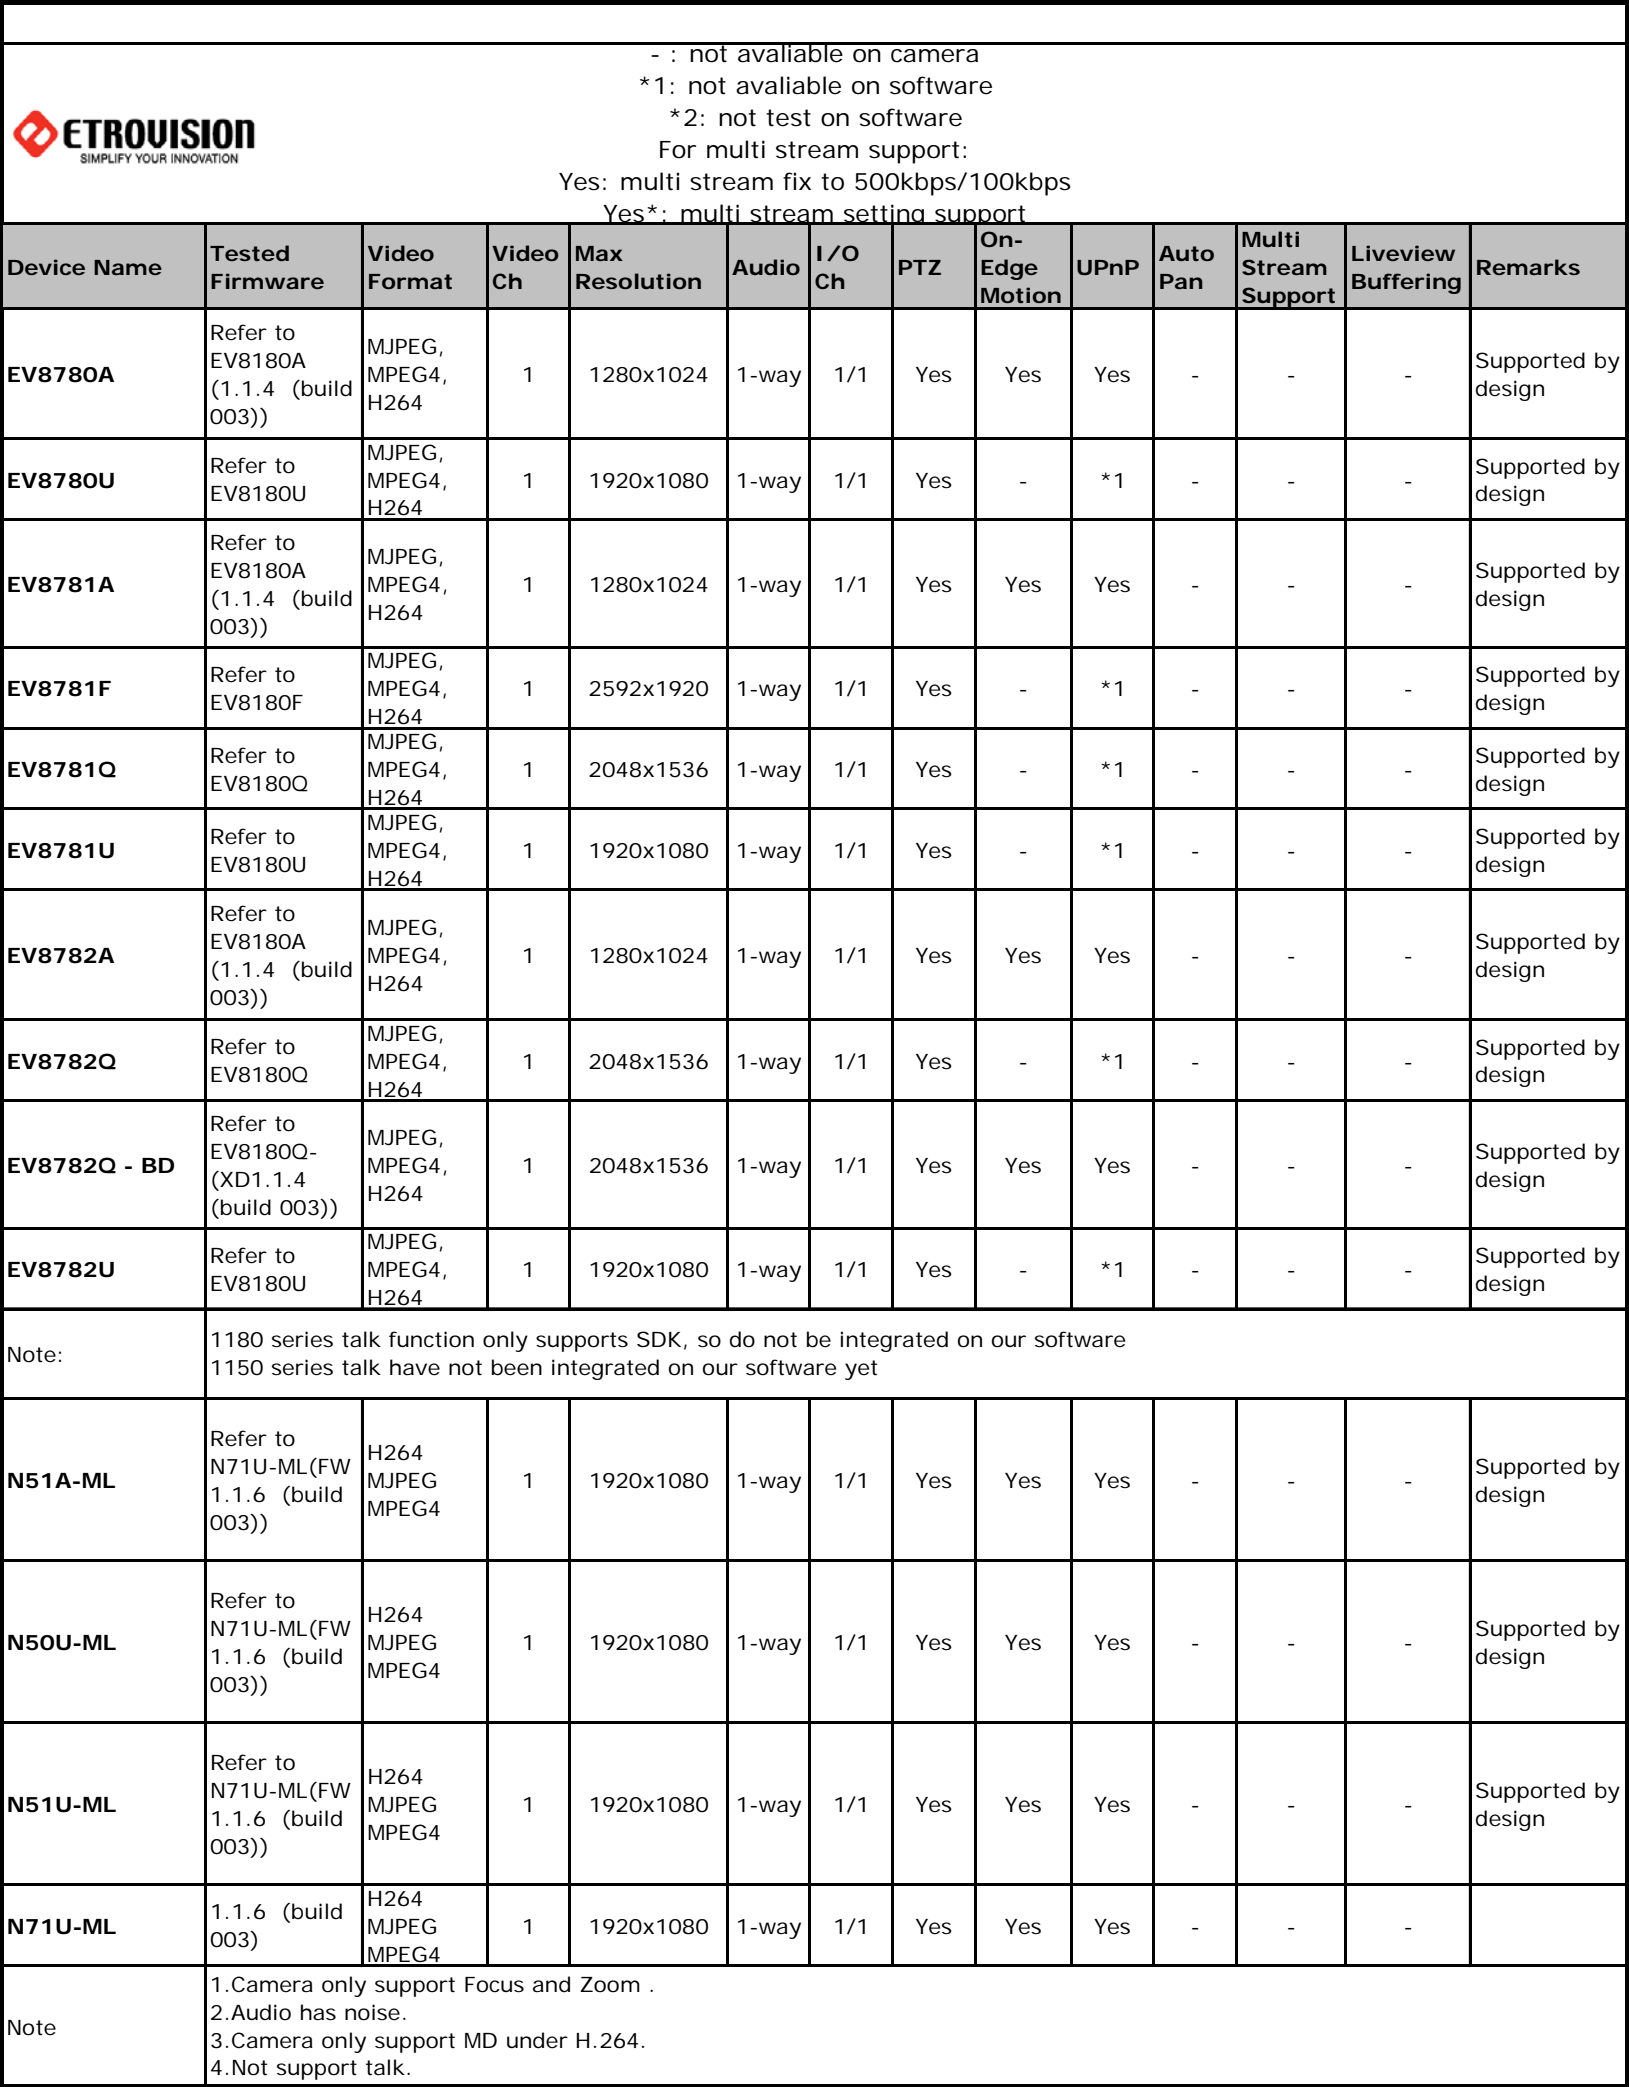 - : not avaliable on camera
*1: not avaliable on software
*2: not test on software
For multi stream support:
Yes: multi stream fix to 500kbps/100kbps
Yes*: multi stream setting support
ETROVISION
SIMPLIFY YOUR INNOVATION
Device Name Tested Firmware Video Format Video Ch Max Resolution Audio I/O Ch PTZ On-Edge Motion UPnP Auto Pan Multi Stream Support Liveview Buffering Remarks
EV8780A Refer to EV8180A (1.1.4 (build 003)) MJPEG, MPEG4, H264 1 1280x1024 1-way 1/1 Yes Yes Yes - - - Supported by design
EV8780U Refer to EV8180U MJPEG, MPEG4, H264 1 1920x1080 1-way 1/1 Yes - *1 - - - Supported by design
EV8781A Refer to EV8180A (1.1.4 (build 003)) MJPEG, MPEG4, H264 1 1280x1024 1-way 1/1 Yes Yes Yes - - - Supported by design
EV8781F Refer to EV8180F MJPEG, MPEG4, H264 1 2592x1920 1-way 1/1 Yes - *1 - - - Supported by design
EV8781Q Refer to EV8180Q MJPEG, MPEG4, H264 1 2048x1536 1-way 1/1 Yes - *1 - - - Supported by design
EV8781U Refer to EV8180U MJPEG, MPEG4, H264 1 1920x1080 1-way 1/1 Yes - *1 - - - Supported by design
EV8782A Refer to EV8180A (1.1.4 (build 003)) MJPEG, MPEG4, H264 1 1280x1024 1-way 1/1 Yes Yes Yes - - - Supported by design
EV8782Q Refer to EV8180Q MJPEG, MPEG4, H264 1 2048x1536 1-way 1/1 Yes - *1 - - - Supported by design
EV8782Q - BD Refer to EV8180Q-(XD1.1.4 (build 003)) MJPEG, MPEG4, H264 1 2048x1536 1-way 1/1 Yes Yes Yes - - - Supported by design
EV8782U Refer to EV8180U MJPEG, MPEG4, H264 1 1920x1080 1-way 1/1 Yes - *1 - - - Supported by design
Note: 1180 series talk function only supports SDK, so do not be integrated on our software
1150 series talk have not been integrated on our software yet
N51A-ML Refer to N71U-ML(FW 1.1.6 (build 003)) H264 MJPEG MPEG4 1 1920x1080 1-way 1/1 Yes Yes Yes - - - Supported by design
N50U-ML Refer to N71U-ML(FW 1.1.6 (build 003)) H264 MJPEG MPEG4 1 1920x1080 1-way 1/1 Yes Yes Yes - - - Supported by design
N51U-ML Refer to N71U-ML(FW 1.1.6 (build 003)) H264 MJPEG MPEG4 1 1920x1080 1-way 1/1 Yes Yes Yes - - - Supported by design
N71U-ML 1.1.6 (build 003) H264 MJPEG MPEG4 1 1920x1080 1-way 1/1 Yes Yes Yes - - -
Note 1.Camera only support Focus and Zoom .
2.Audio has noise.
3.Camera only support MD under H.264.
4.Not support talk.